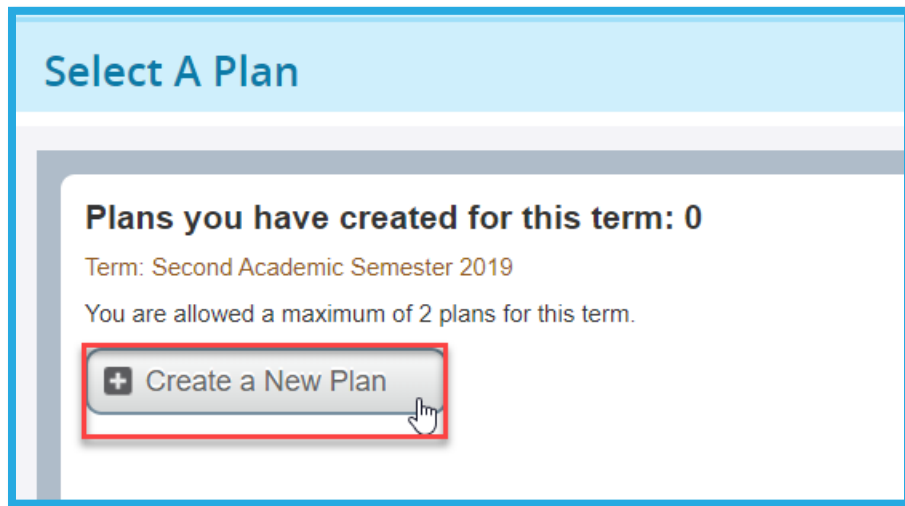 Select A Plan
Plans you have created for this term: 0
Term: Second Academic Semester 2019
You are allowed a maximum of 2 plans for this term.
Create a New Plan